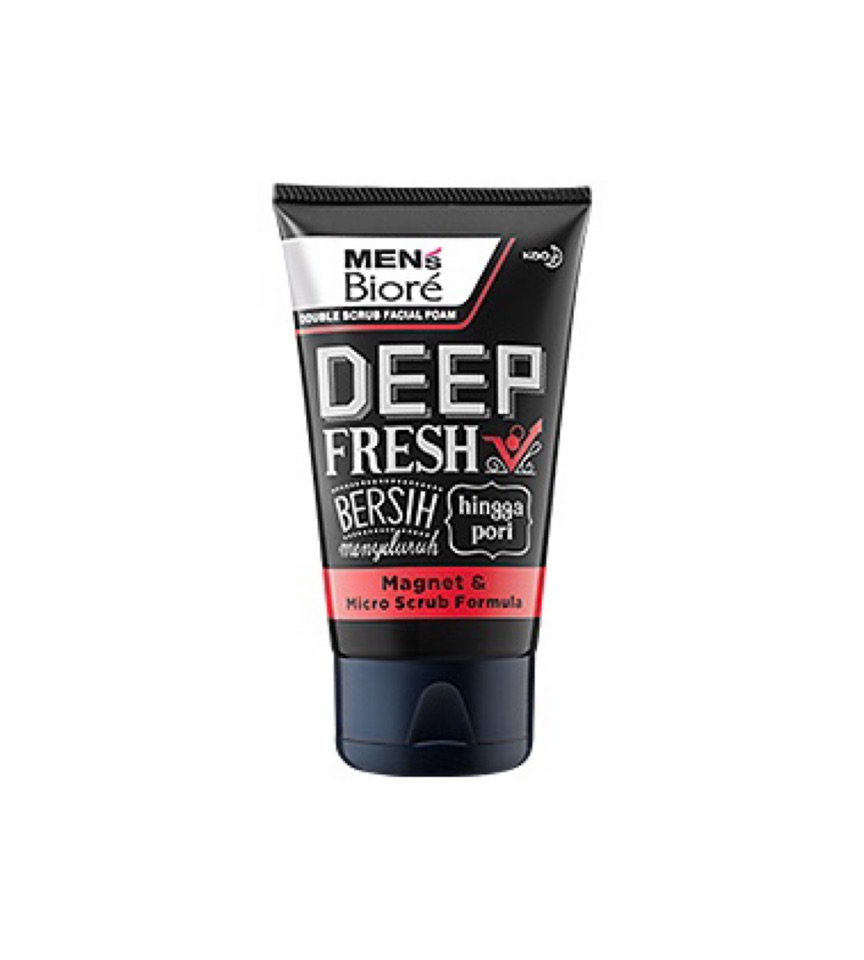 MEN's
Bioré
Kao
DOUBLE SCRUB FACIAL FOAM
DEEP
FRESH
BERSIH
menyeluruh
hingga
pori
Magnet &
Micro Scrub Formula